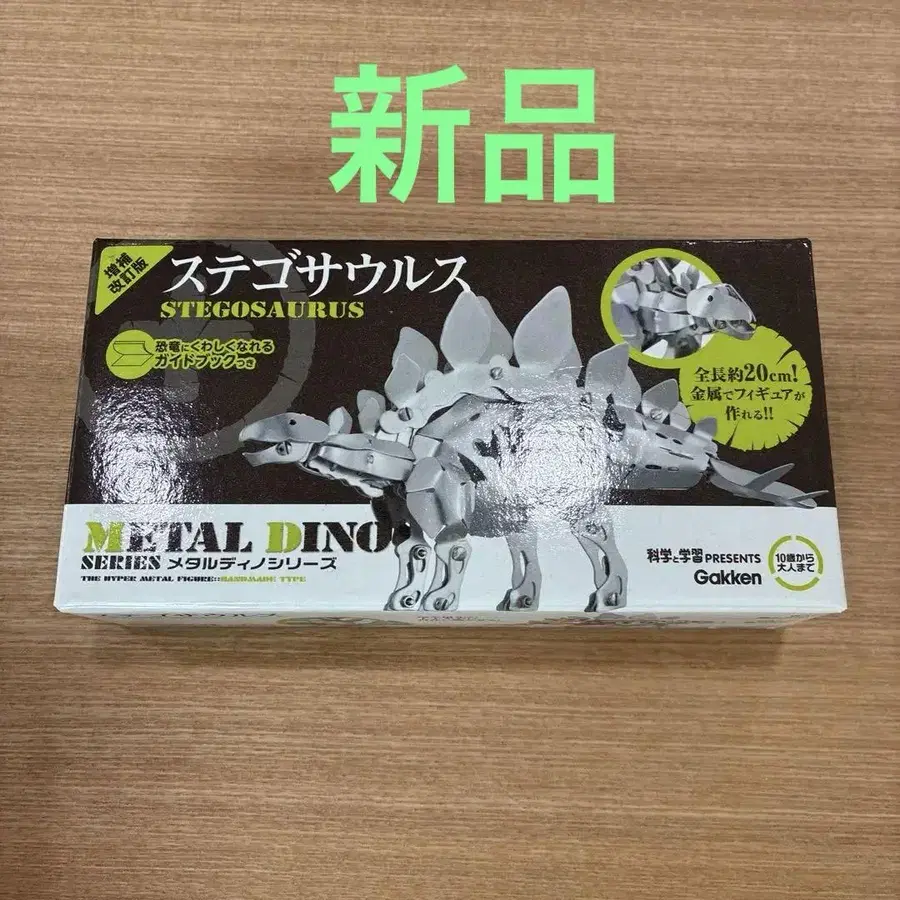 新品
増補
改訂版
ステゴサウルス
STEGOSAURUS
恐竜にくわしくなれる
ガイドブックつき
全長約20cm!
金属でフィギュアが
作れる!!
METAL DINO
SERIES メタルディノシリーズ
THE HYPER METAL FIGURE::HANDMADE TYPE
科学と学習 PRESENTS
Gakken
10歳から
大人まで